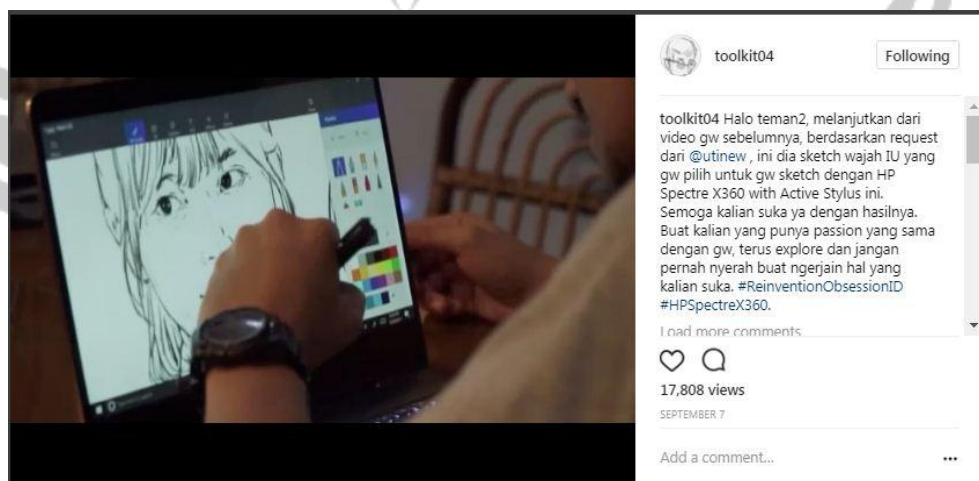 toolkit04
Following
toolkit04 Halo teman2, melanjutkan dari
video gw sebelumnya, berdasarkan request
dari @utinew , ini dia sketch wajah IU yang
gw pilih untuk gw sketch dengan HP
Spectre X360 with Active Stylus ini.
Semoga kalian suka ya dengan hasilnya.
Buat kalian yang punya passion yang sama
dengan gw, terus explore dan jangan
pernah nyerah buat ngerjain hal yang
kalian suka. #ReinventionObsessionID
#HPSpectreX360.
Load more comments
17,808 views
SEPTEMBER 7
Add a comment...